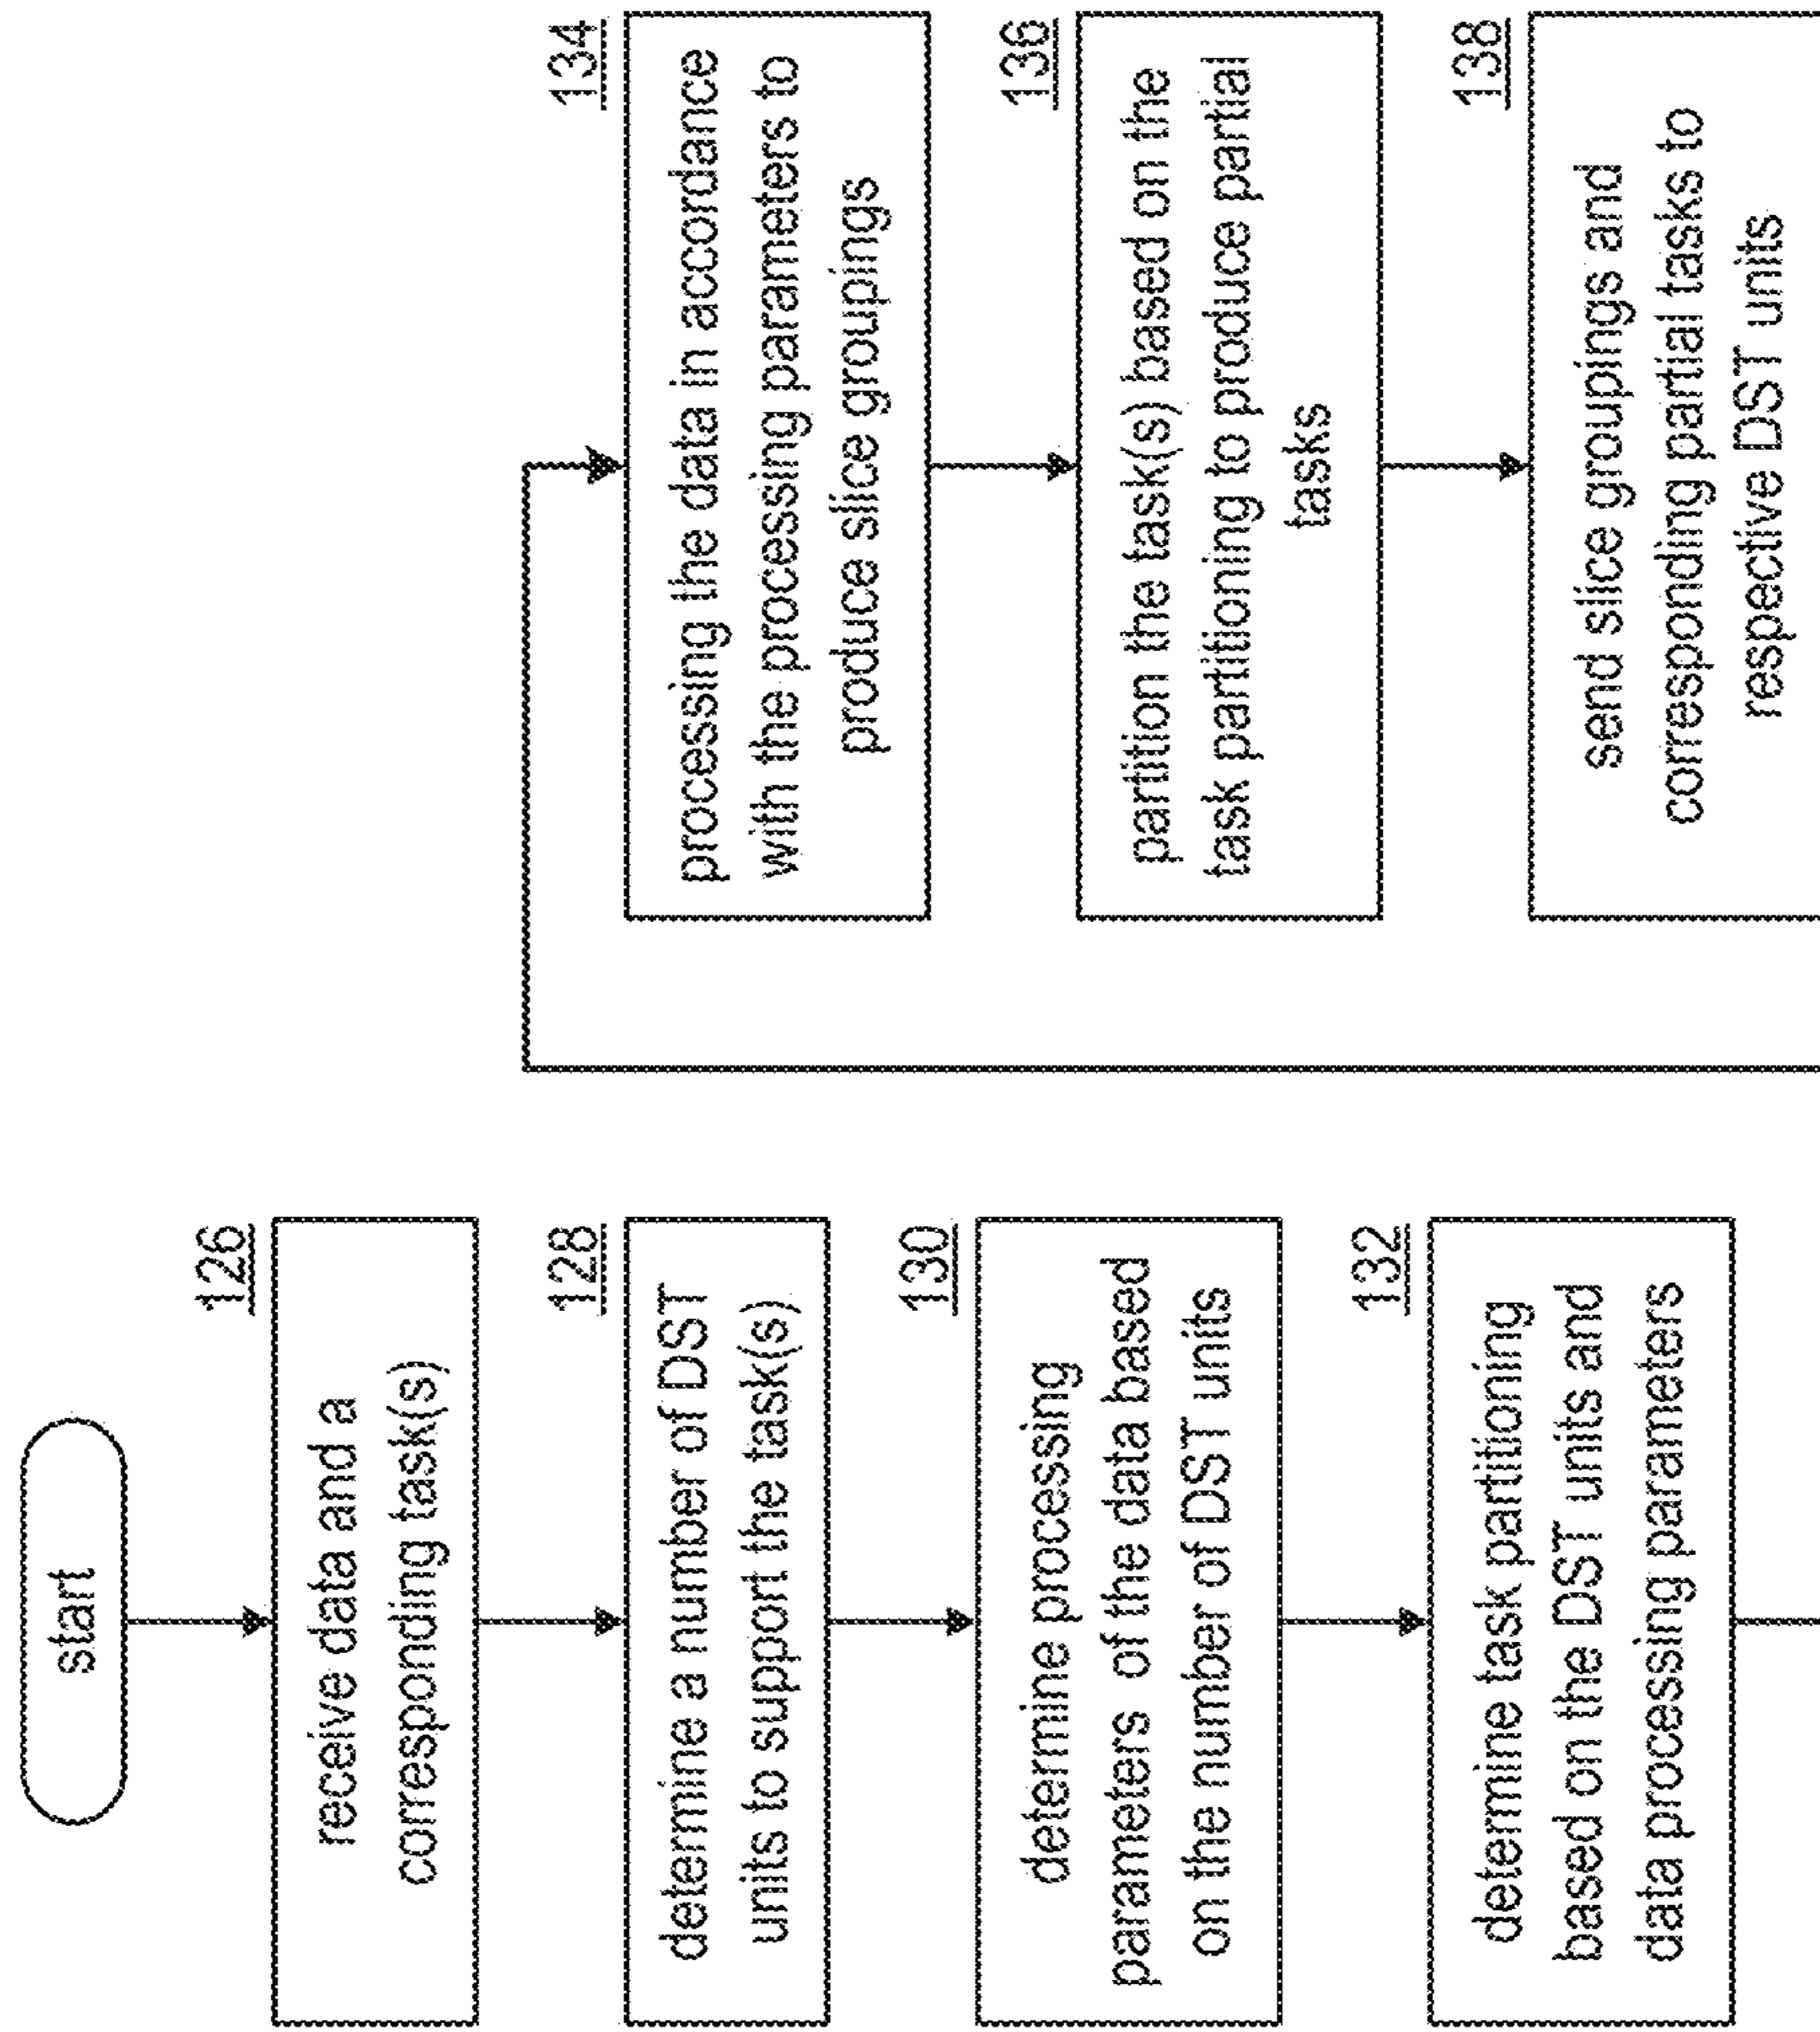 start
126
receive data and a
corresponding task(s)
128
determine a number of DST
units to support the task(s)
130
determine processing
parameters of the data based
on the number of DST units
132
determine task partitioning
based on the DST units and
data processing parameters
134
processing the data in accordance
with the processing parameters to
produce slice groupings
136
partition the task(s) based on the
task partitioning to produce partial
tasks
138
send slice groupings and
corresponding partial tasks to
respective DST units